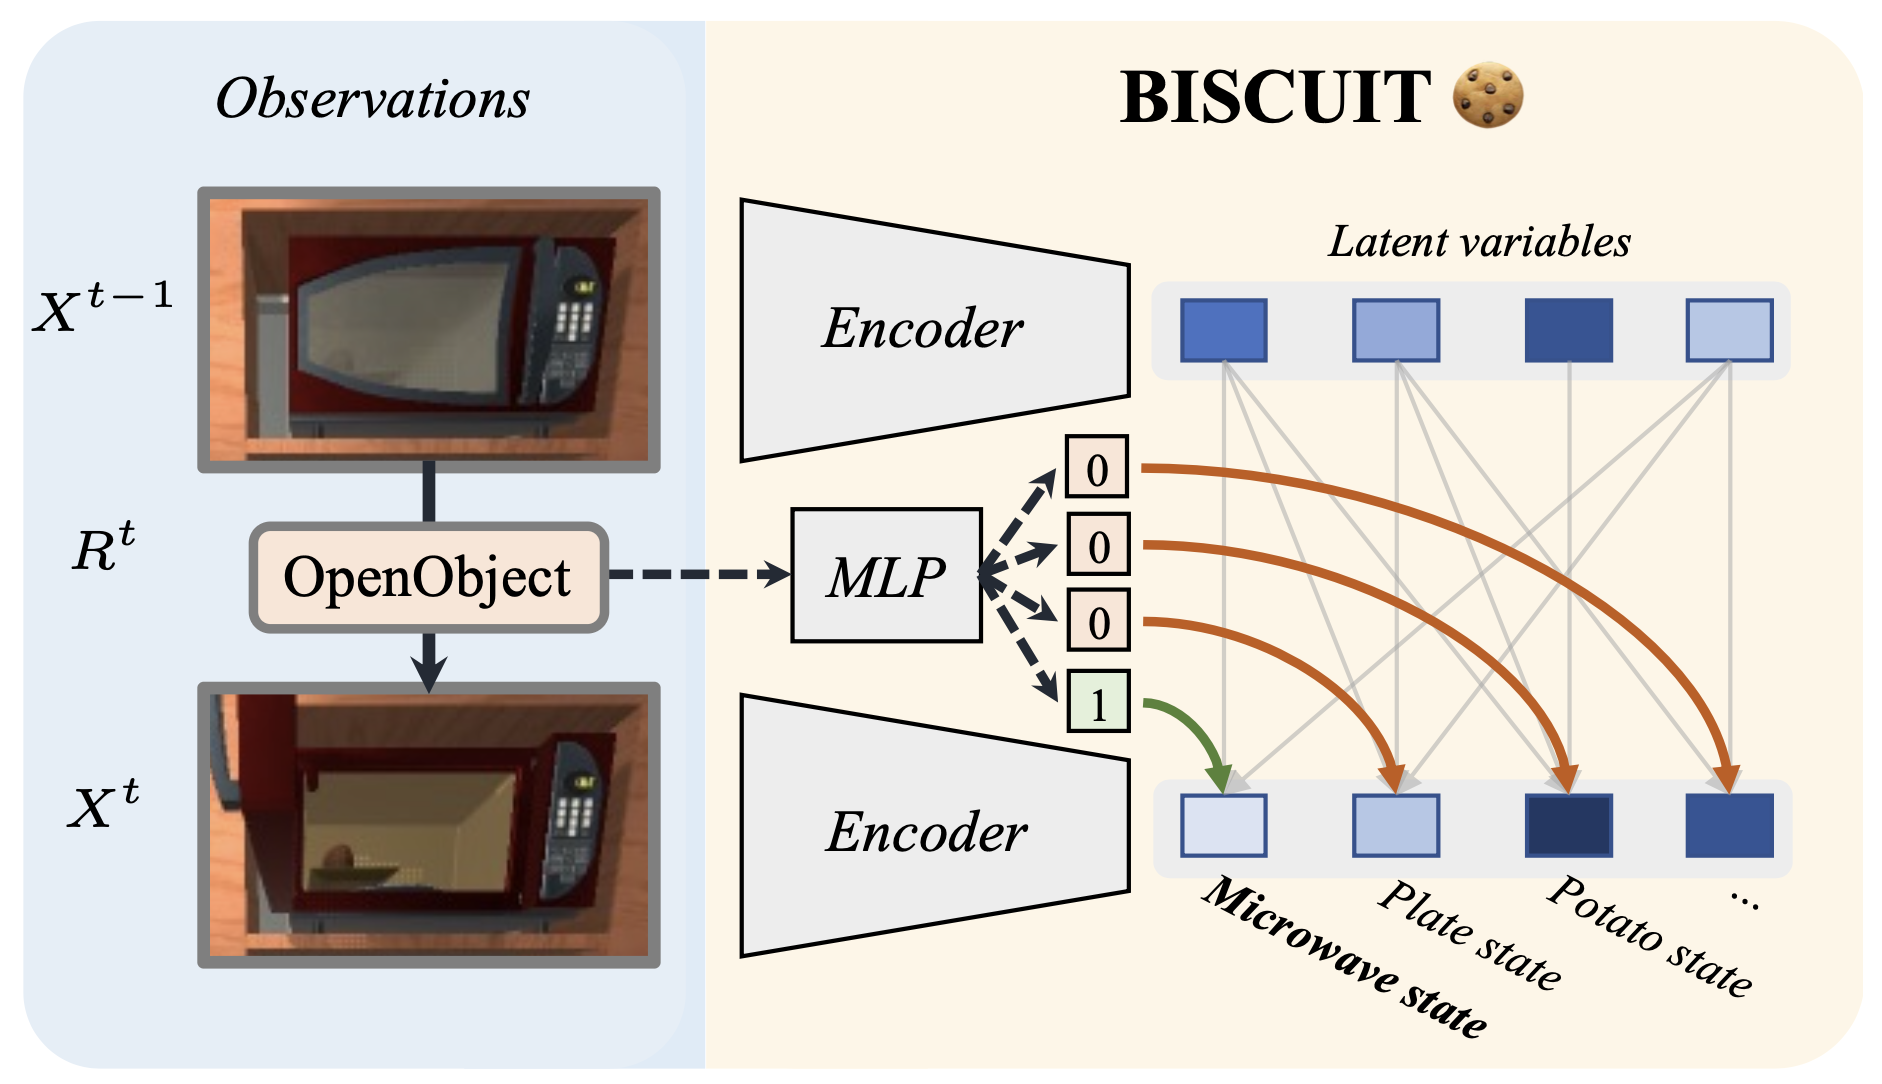 Observations
BISCUIT
X^{t-1}
Encoder
Latent variables
R^t
OpenObject
MLP
0
0
0
1
X^t
Encoder
Microwave state
Plate state
Potato state
...